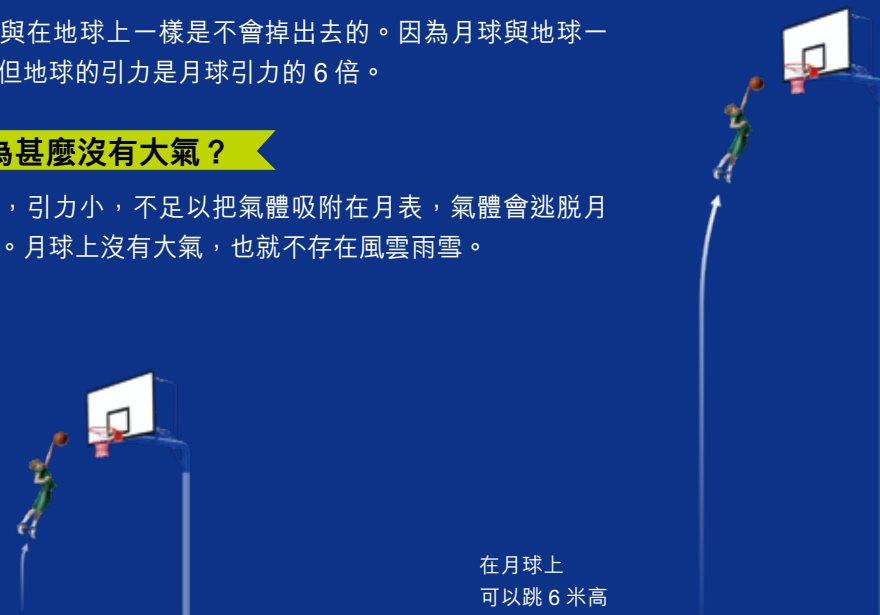 與在地球上一樣是不會掉出去的。因為月球與地球一
但地球的引力是月球引力的 6 倍。
為甚麼沒有大氣？
，引力小，不足以把氣體吸附在月表，氣體會逃脱月
。月球上沒有大氣，也就不存在風雲雨雪。
在月球上
可以跳 6 米高